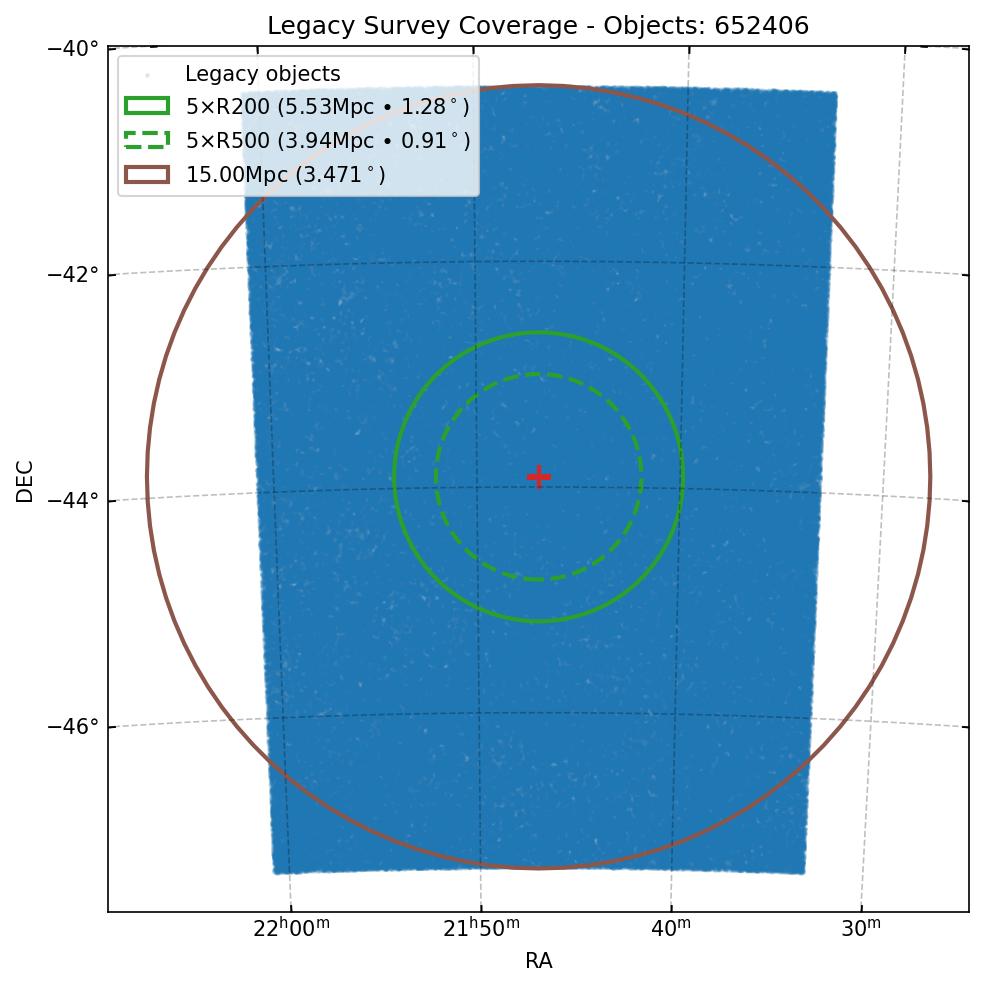 Legacy Survey Coverage - Objects: 652406
Legacy objects
5×R200 (5.53Mpc • 1.28°)
5×R500 (3.94Mpc • 0.91°)
15.00Mpc (3.471°)
−40°
−42°
−44°
−46°
DEC
22ʰ00ᵐ 21ʰ50ᵐ 40ᵐ 30ᵐ
RA